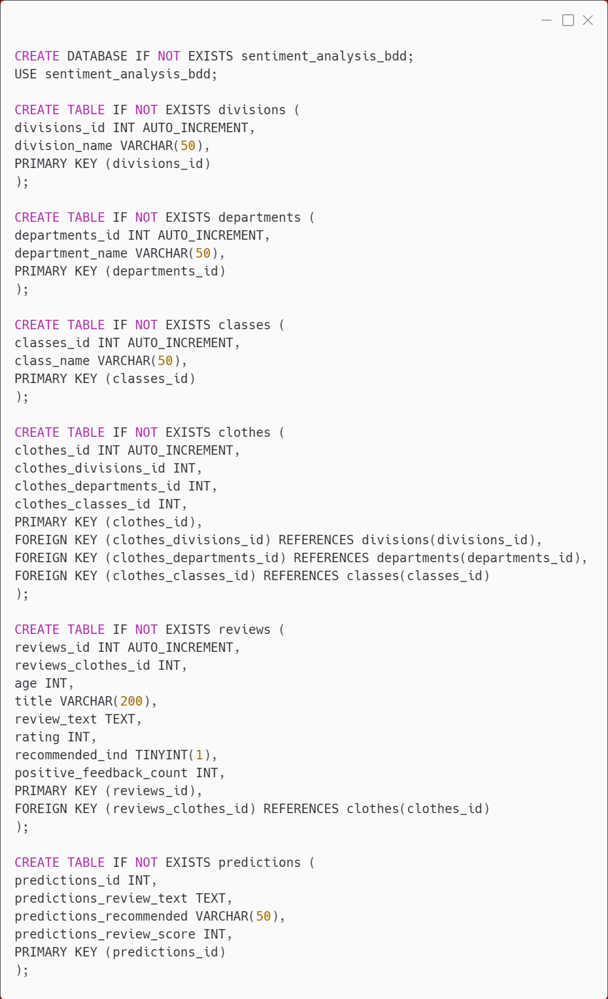 CREATE DATABASE IF NOT EXISTS sentiment_analysis_bdd;
USE sentiment_analysis_bdd;

CREATE TABLE IF NOT EXISTS divisions (
divisions_id INT AUTO_INCREMENT,
division_name VARCHAR(50),
PRIMARY KEY (divisions_id)
);

CREATE TABLE IF NOT EXISTS departments (
departments_id INT AUTO_INCREMENT,
department_name VARCHAR(50),
PRIMARY KEY (departments_id)
);

CREATE TABLE IF NOT EXISTS classes (
classes_id INT AUTO_INCREMENT,
class_name VARCHAR(50),
PRIMARY KEY (classes_id)
);

CREATE TABLE IF NOT EXISTS clothes (
clothes_id INT AUTO_INCREMENT,
clothes_divisions_id INT,
clothes_departments_id INT,
clothes_classes_id INT,
PRIMARY KEY (clothes_id),
FOREIGN KEY (clothes_divisions_id) REFERENCES divisions(divisions_id),
FOREIGN KEY (clothes_departments_id) REFERENCES departments(departments_id),
FOREIGN KEY (clothes_classes_id) REFERENCES classes(classes_id)
);

CREATE TABLE IF NOT EXISTS reviews (
reviews_id INT AUTO_INCREMENT,
reviews_clothes_id INT,
age INT,
title VARCHAR(200),
review_text TEXT,
rating INT,
recommended_ind TINYINT(1),
positive_feedback_count INT,
PRIMARY KEY (reviews_id),
FOREIGN KEY (reviews_clothes_id) REFERENCES clothes(clothes_id)
);

CREATE TABLE IF NOT EXISTS predictions (
predictions_id INT,
predictions_review_text TEXT,
predictions_recommended VARCHAR(50),
predictions_review_score INT,
PRIMARY KEY (predictions_id)
);